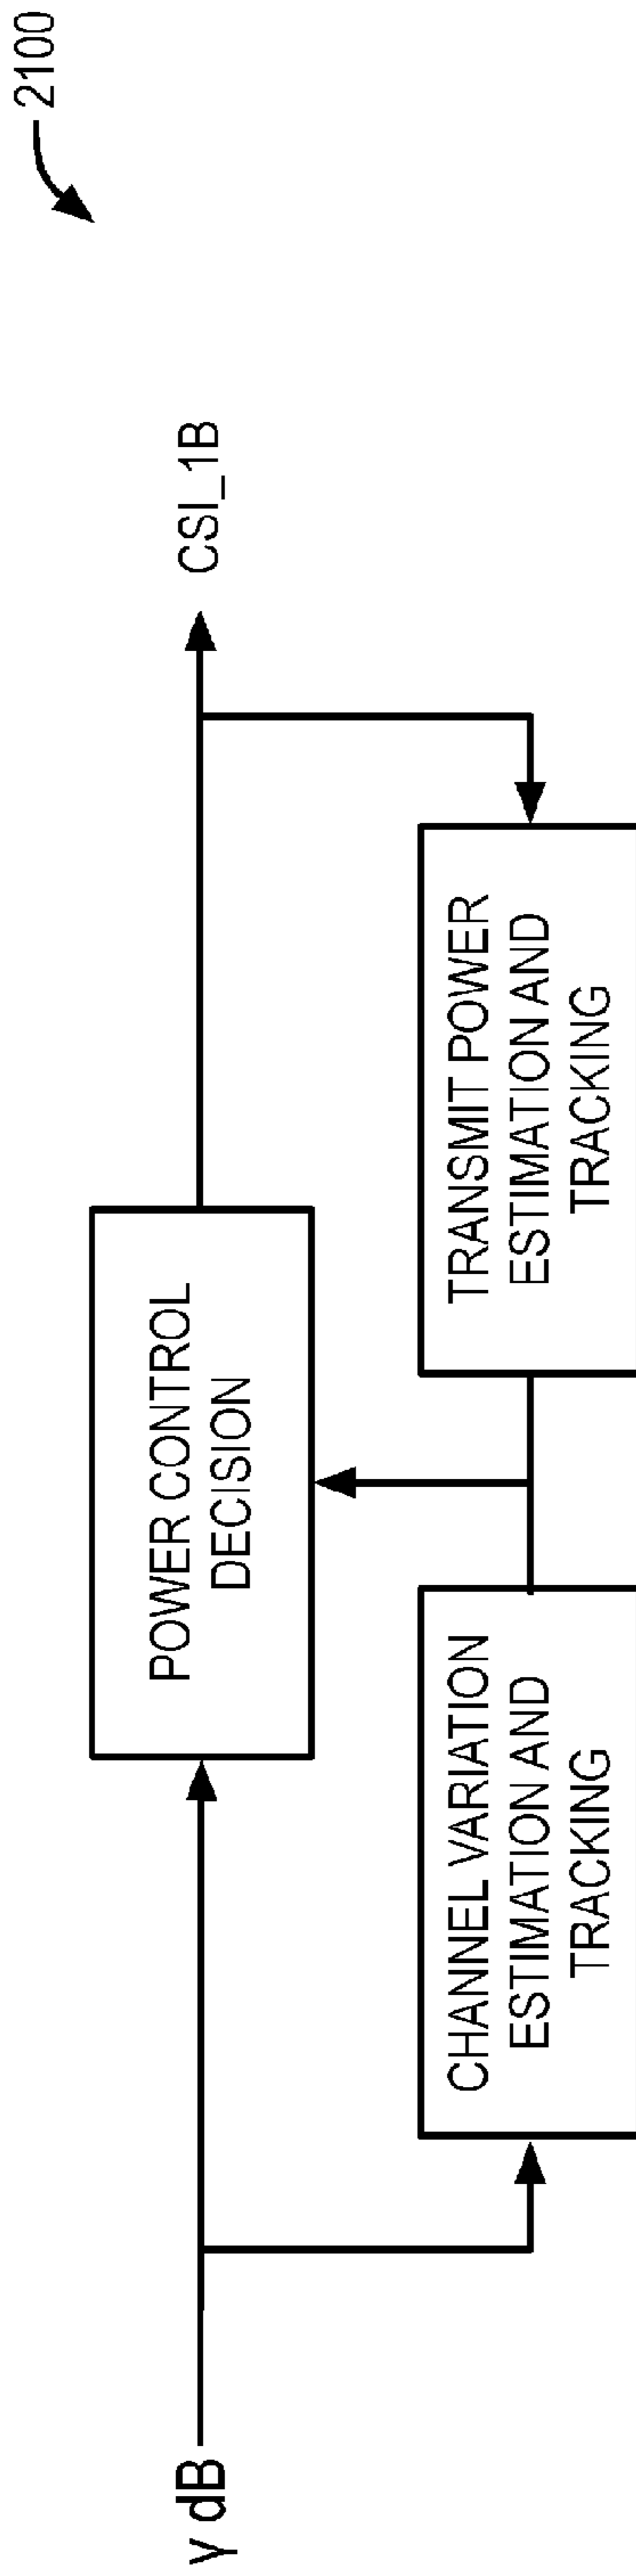 2100
γ dB
POWER CONTROL
DECISION
CSI_1B
CHANNEL VARIATION
ESTIMATION AND
TRACKING
TRANSMIT POWER
ESTIMATION AND
TRACKING